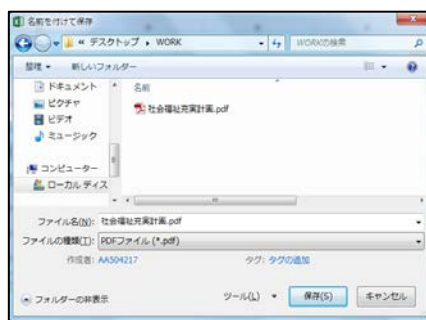 名前を付けて保存
« デスクトップ ▸ WORK
WORKの検索
整理 ▾ 新しいフォルダー
ドキュメント
ピクチャ
ビデオ
ミュージック
コンピューター
ローカル ディス
名前
社会福祉充実計画.pdf
ファイル名(N): 社会福祉充実計画.pdf
ファイルの種類(T): PDFファイル (*.pdf)
作成者: AA504217 タグ: タグの追加
フォルダーの非表示 ツール(L) ▾ 保存(S) キャンセル